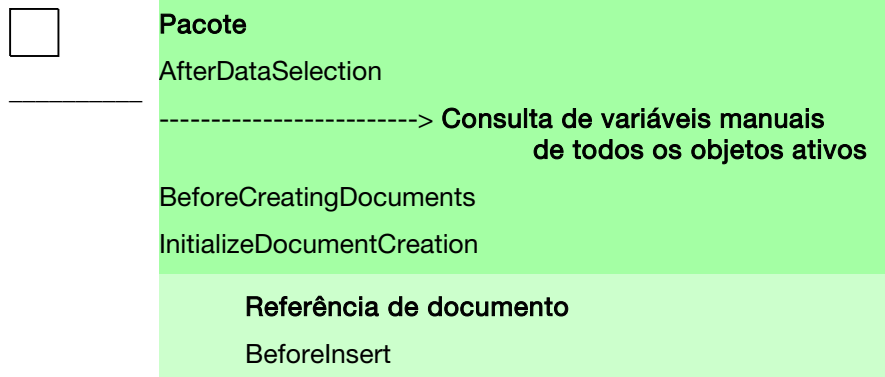 Pacote
AfterDataSelection
-------------------------> Consulta de variáveis manuais
de todos os objetos ativos
BeforeCreatingDocuments
InitializeDocumentCreation
Referência de documento
BeforeInsert